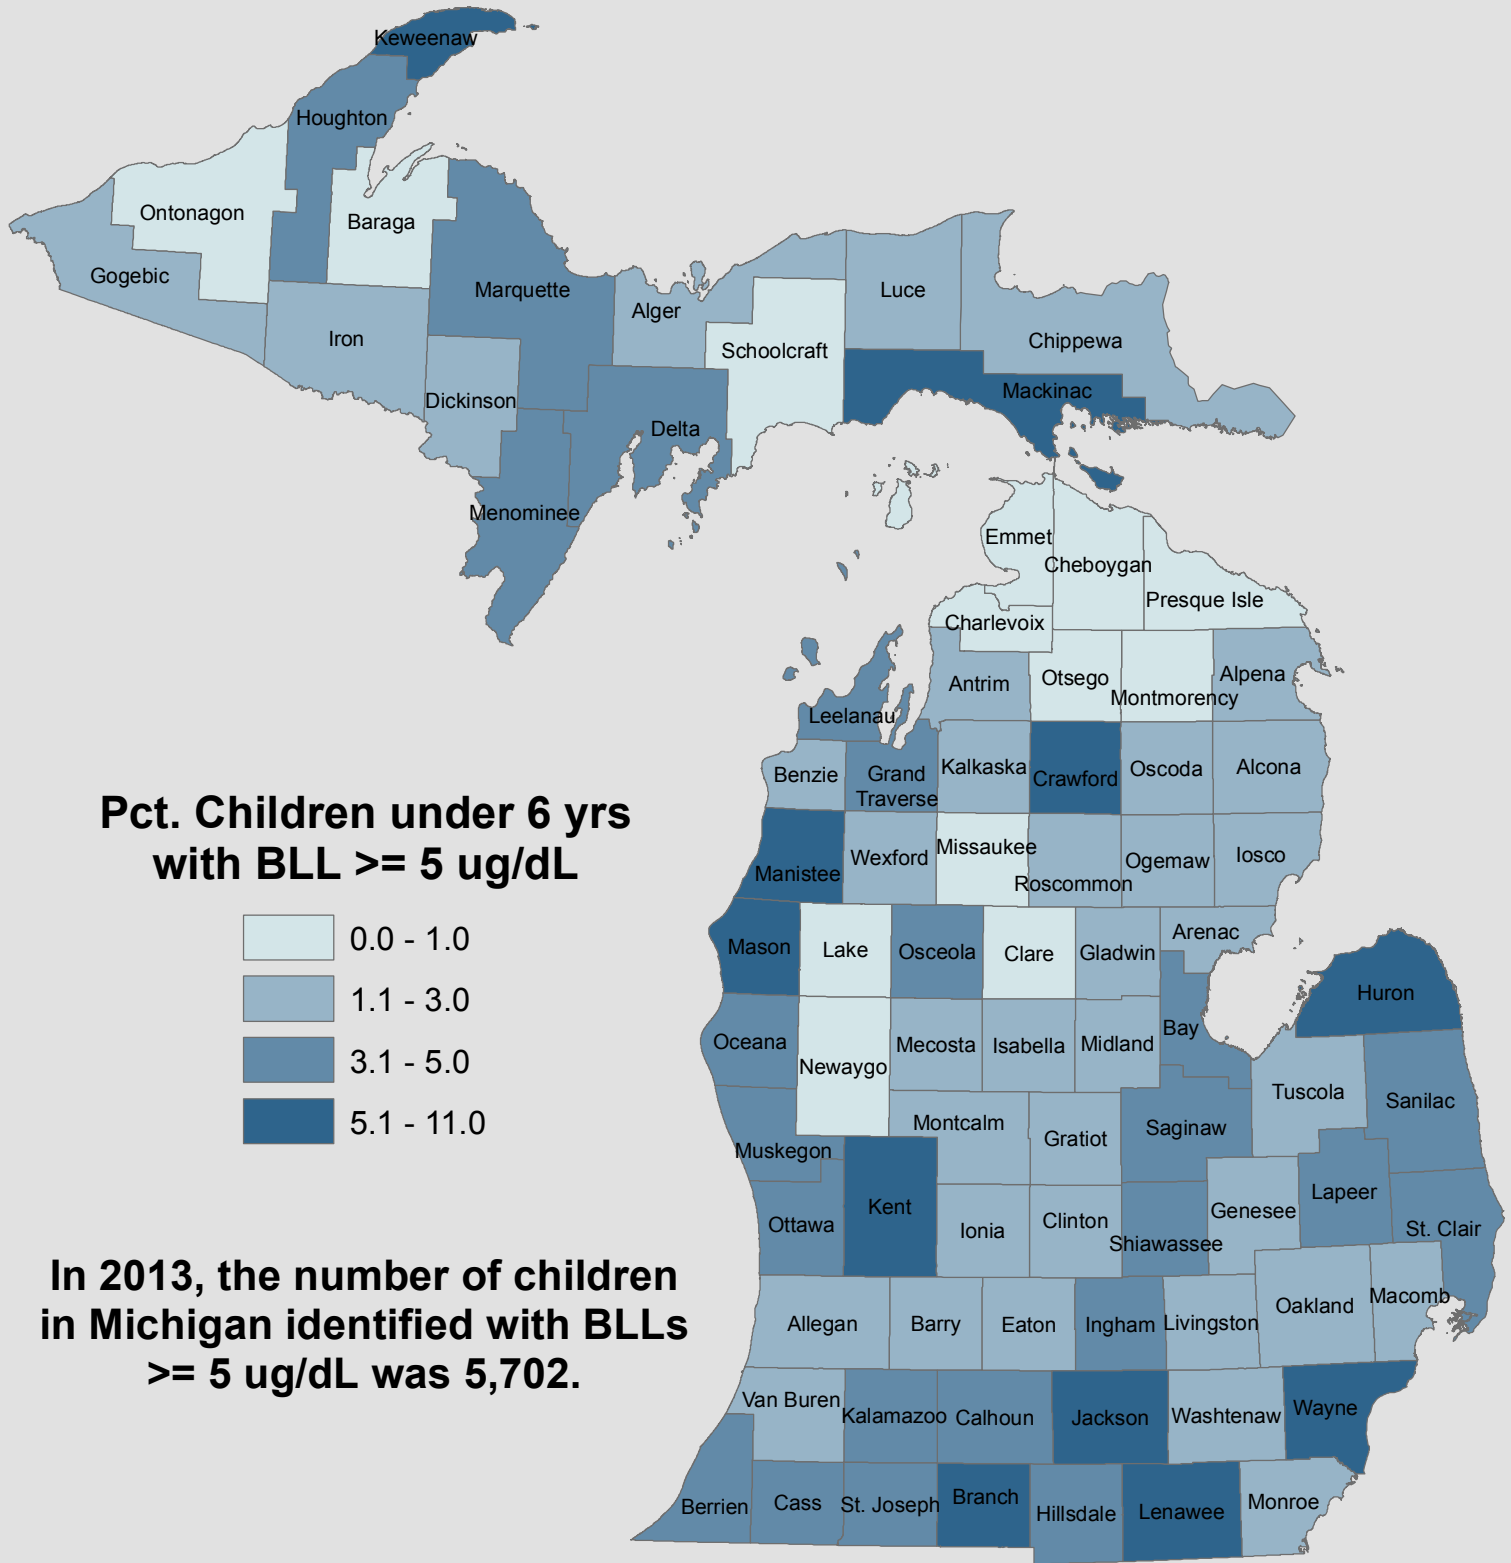 Keweenaw
Houghton
Ontonagon
Baraga
Gogebic
Marquette
Luce
Alger
Iron
Chippewa
Schoolcraft
Mackinac
Dickinson
Delta
Menominee
Emmet
Cheboygan
Presque Isle
Charlevoix
Alpena
Antrim
Otsego
Montmorency
Leelanau
Benzie
Grand
Traverse
Kalkaska
Crawford
Oscoda
Alcona
Pct. Children under 6 yrs
with BLL >= 5 ug/dL
0.0 - 1.0
1.1 - 3.0
3.1 - 5.0
5.1 - 11.0
Manistee
Wexford
Missaukee
Roscommon
Ogemaw
Iosco
Mason
Lake
Osceola
Clare
Gladwin
Arenac
Huron
Oceana
Newaygo
Mecosta
Isabella
Midland
Bay
Tuscola
Sanilac
Muskegon
Montcalm
Gratiot
Saginaw
Ottawa
Kent
Ionia
Clinton
Shiawassee
Genesee
Lapeer
St. Clair
In 2013, the number of children
in Michigan identified with BLLs
>= 5 ug/dL was 5,702.
Allegan
Barry
Eaton
Ingham
Livingston
Oakland
Macomb
Van Buren
Kalamazoo
Calhoun
Jackson
Washtenaw
Wayne
Berrien
Cass
St. Joseph
Branch
Hillsdale
Lenawee
Monroe